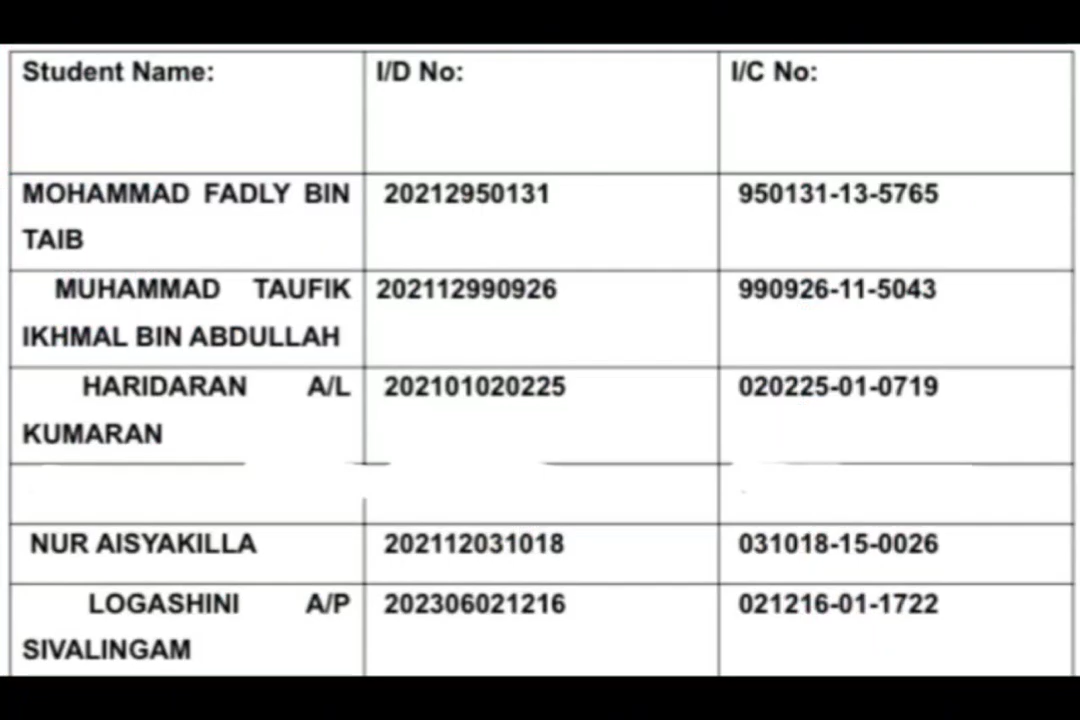 Student Name: I/D No: I/C No:
MOHAMMAD FADLY BIN 20212950131 950131-13-5765
TAIB
MUHAMMAD TAUFIK 202112990926 990926-11-5043
IKHMAL BIN ABDULLAH
HARIDARAN A/L 202101020225 020225-01-0719
KUMARAN
NUR AISYAKILLA 202112031018 031018-15-0026
LOGASHINI A/P 202306021216 021216-01-1722
SIVALINGAM